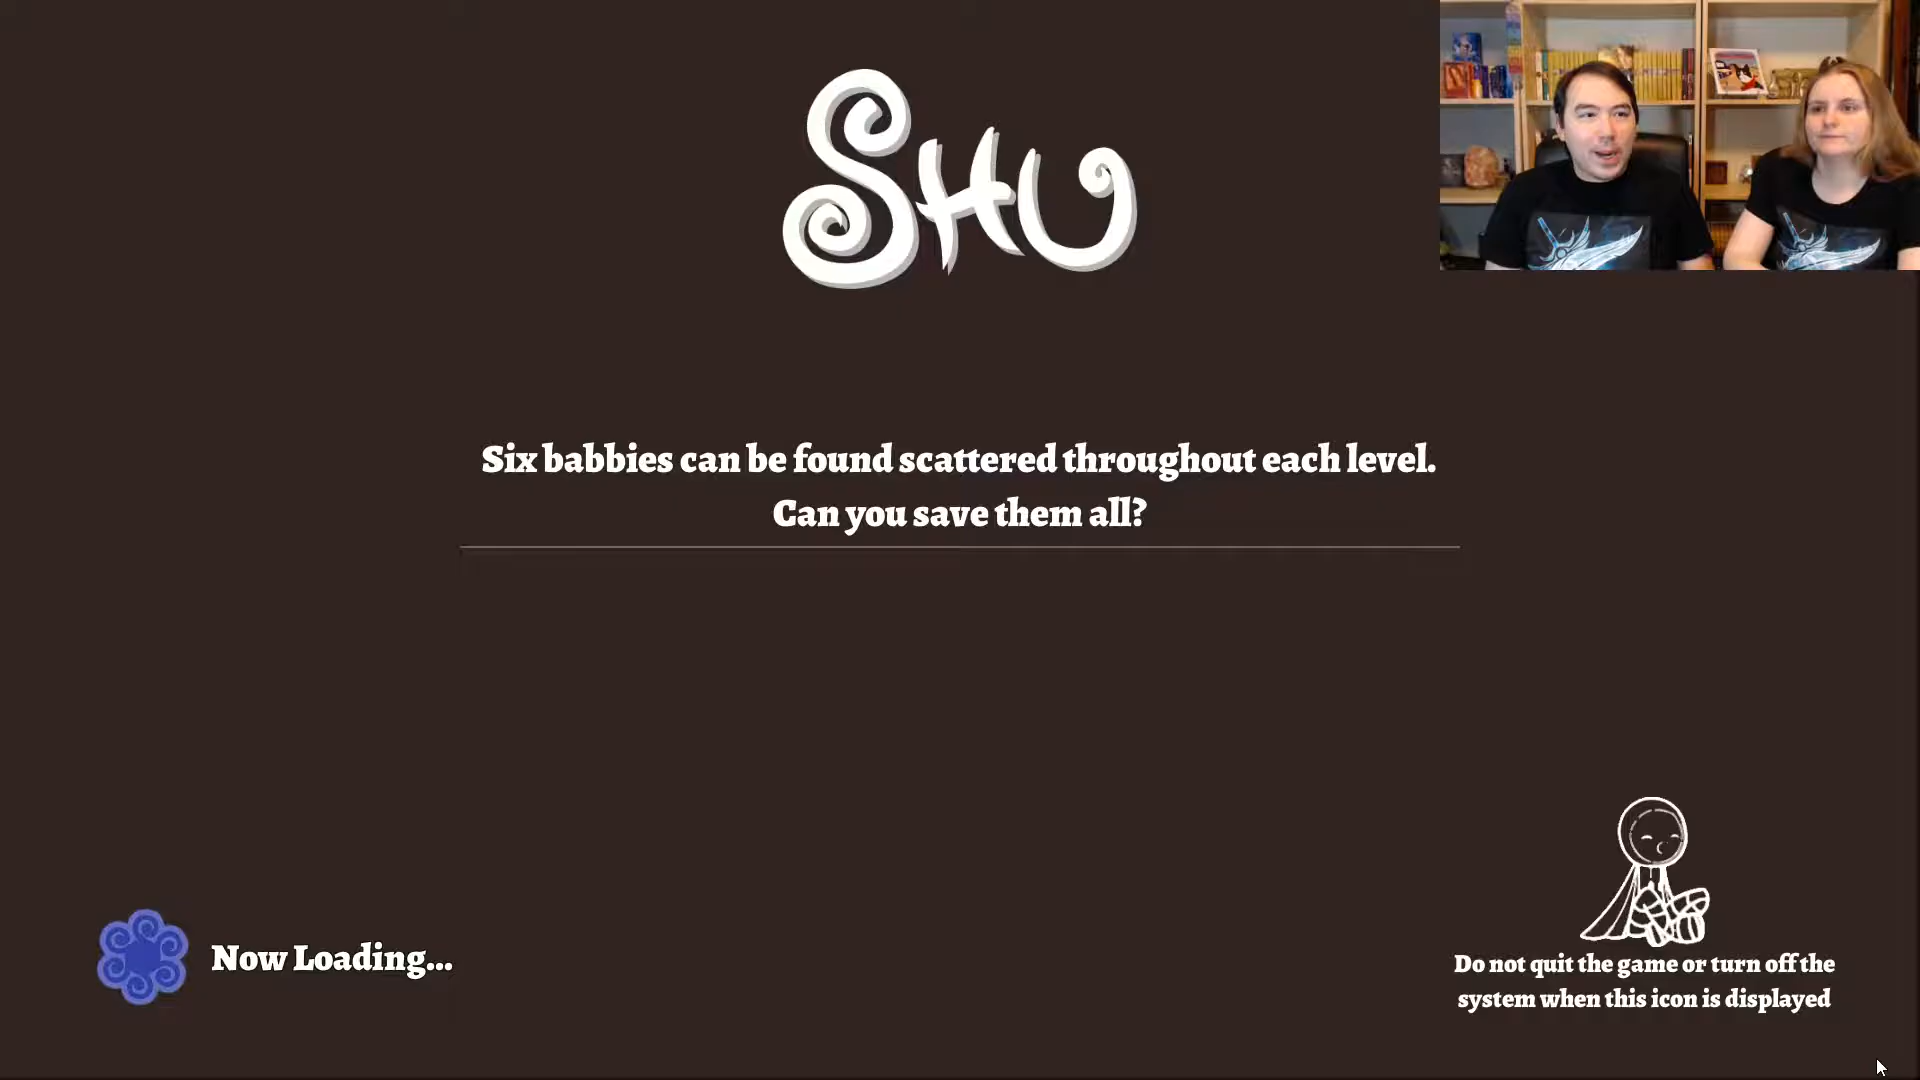 SHU
Six babbies can be found scattered throughout each level.
Can you save them all?
Now Loading...
Do not quit the game or turn off the
system when this icon is displayed